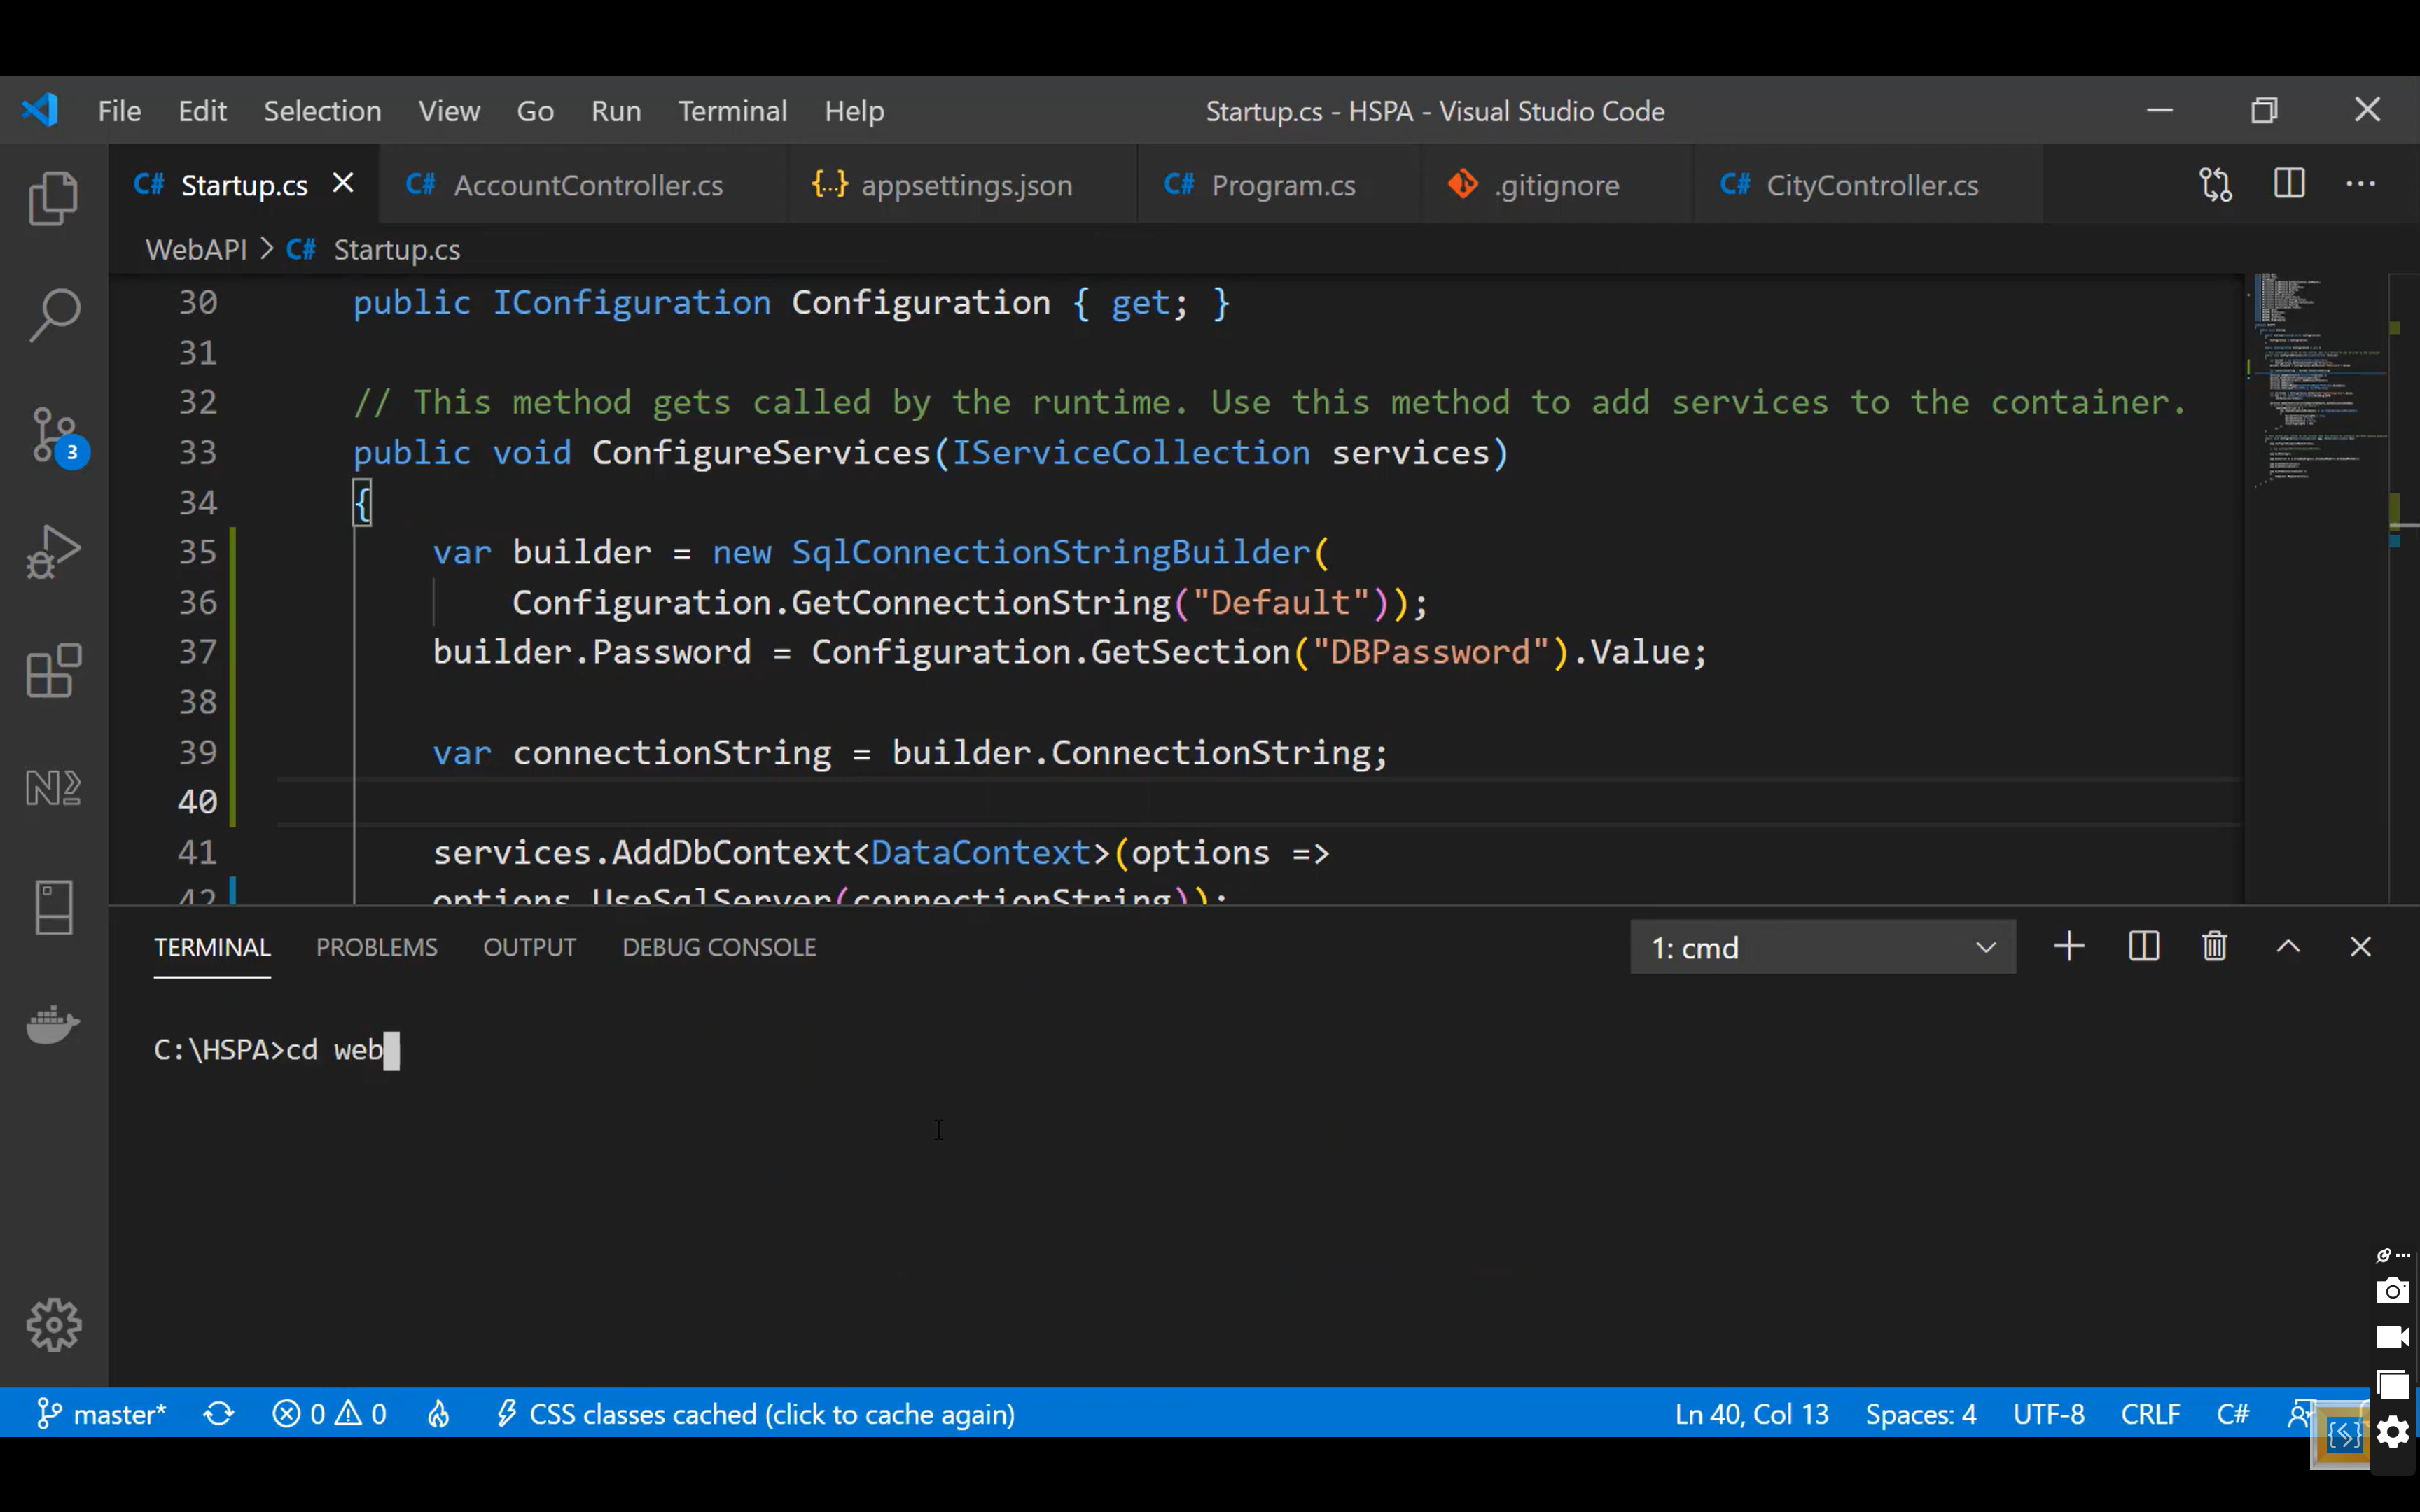 File Edit Selection View Go Run Terminal Help Startup.cs - HSPA - Visual Studio Code
C# Startup.cs C# AccountController.cs {..} appsettings.json C# Program.cs .gitignore C# CityController.cs
WebAPI > C# Startup.cs
30 public IConfiguration Configuration { get; }
31
32 // This method gets called by the runtime. Use this method to add services to the container.
33 public void ConfigureServices(IServiceCollection services)
34 {
35 var builder = new SqlConnectionStringBuilder(
36 Configuration.GetConnectionString("Default"));
37 builder.Password = Configuration.GetSection("DBPassword").Value;
38
39 var connectionString = builder.ConnectionString;
40
41 services.AddDbContext<DataContext>(options =>
42 options.UseSqlServer(connectionString));
3
TERMINAL PROBLEMS OUTPUT DEBUG CONSOLE 1: cmd
C:\HSPA>cd web
master* 0 0 CSS classes cached (click to cache again) Ln 40, Col 13 Spaces: 4 UTF-8 CRLF C#